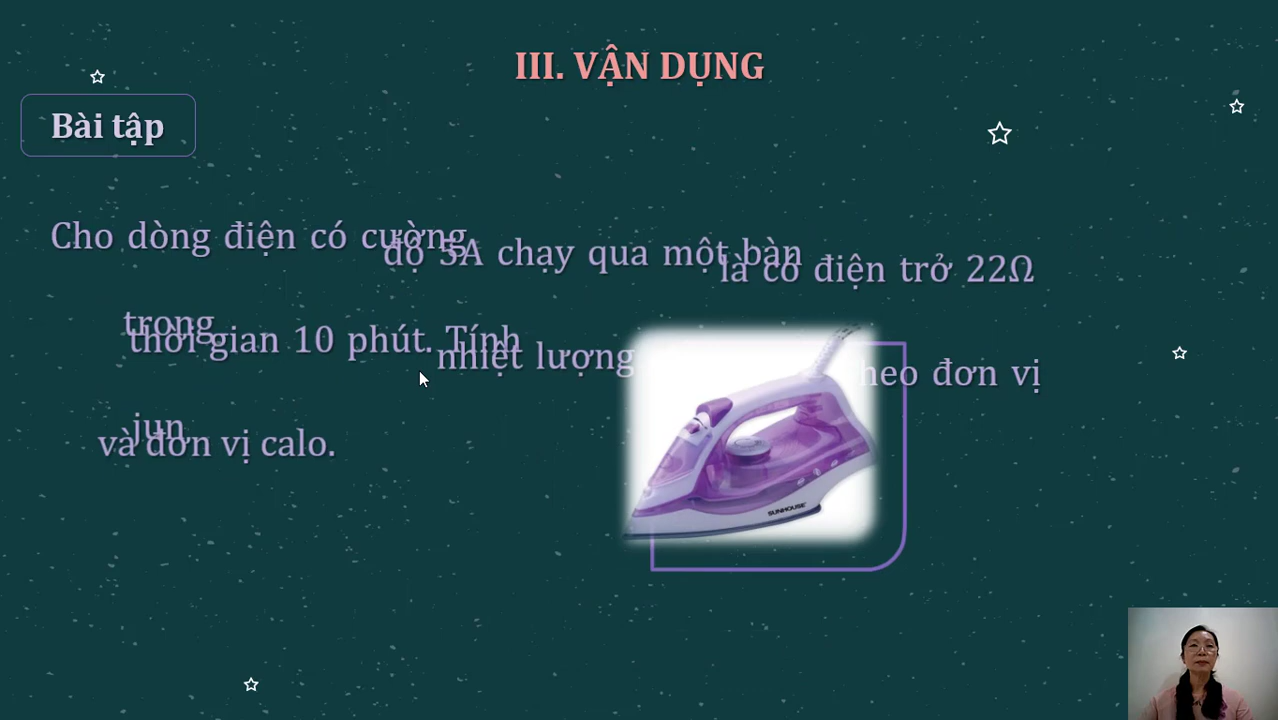 III. VẬN DỤNG
Bài tập
Cho dòng điện có cường độ 5A chạy qua một bàn là có điện trở 22Ω
trong thời gian 10 phút. Tính nhiệt lượng heo đơn vị
jun và đơn vị calo.
SUNHOUSE